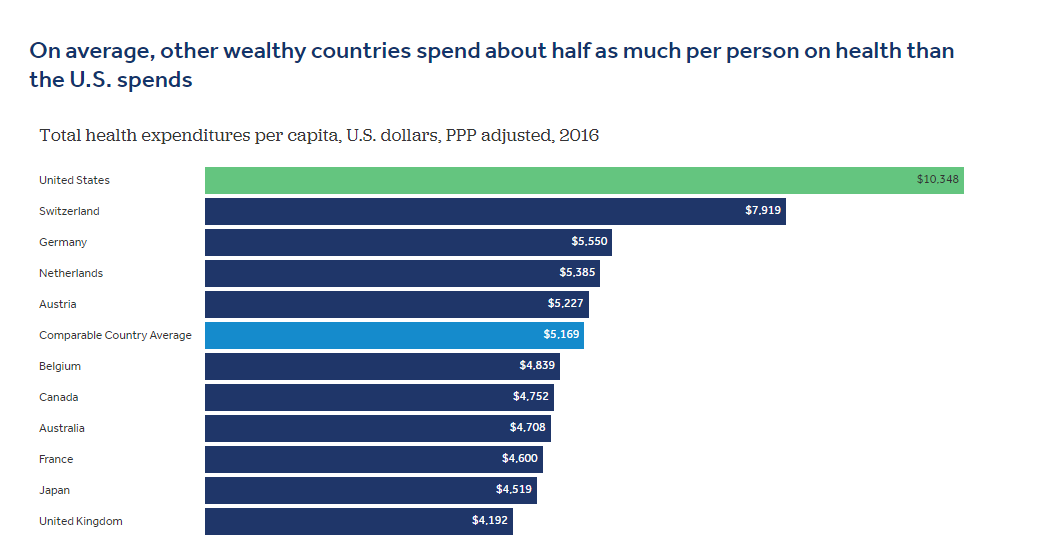 On average, other wealthy countries spend about half as much per person on health than
the U.S. spends
Total health expenditures per capita, U.S. dollars, PPP adjusted, 2016
United States $10,348
Switzerland $7,919
Germany $5,550
Netherlands $5,385
Austria $5,227
Comparable Country Average $5,169
Belgium $4,839
Canada $4,752
Australia $4,708
France $4,600
Japan $4,519
United Kingdom $4,192